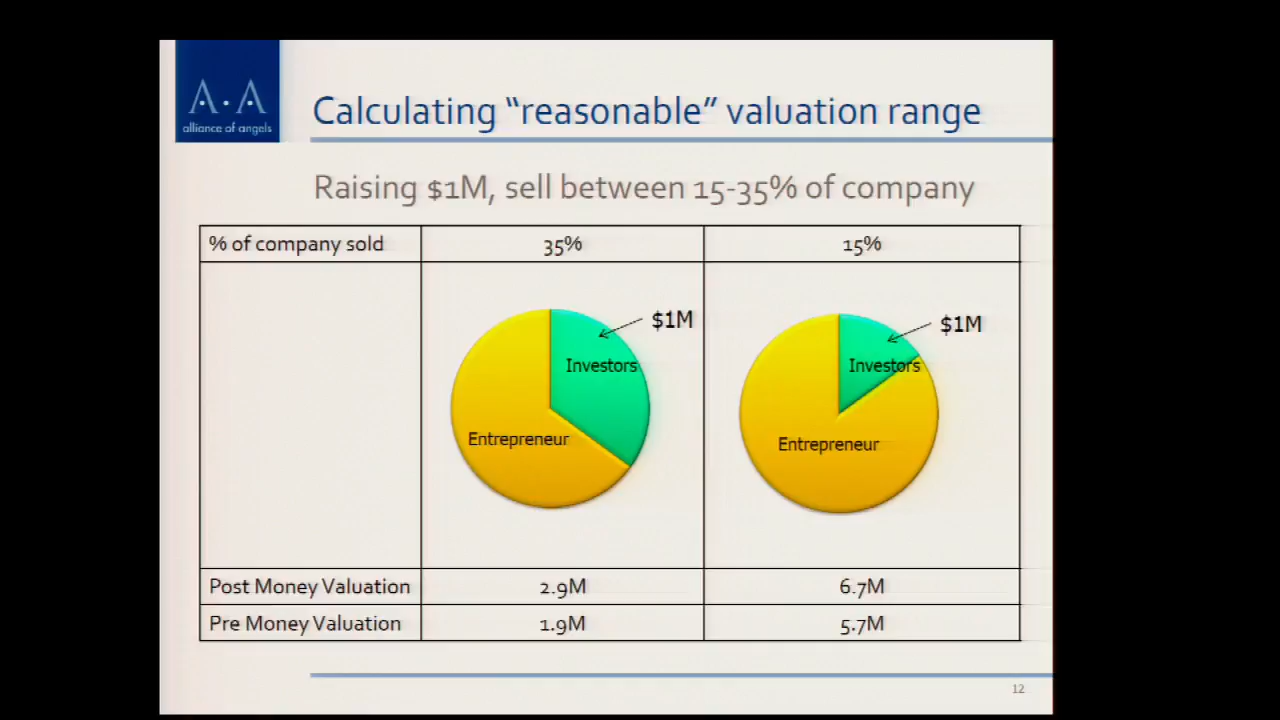 A.A
alliance of angels
Calculating “reasonable” valuation range
Raising $1M, sell between 15-35% of company
% of company sold 35% 15%
$1M $1M
Investors Investors
Entrepreneur Entrepreneur
Post Money Valuation 2.9M 6.7M
Pre Money Valuation 1.9M 5.7M
12